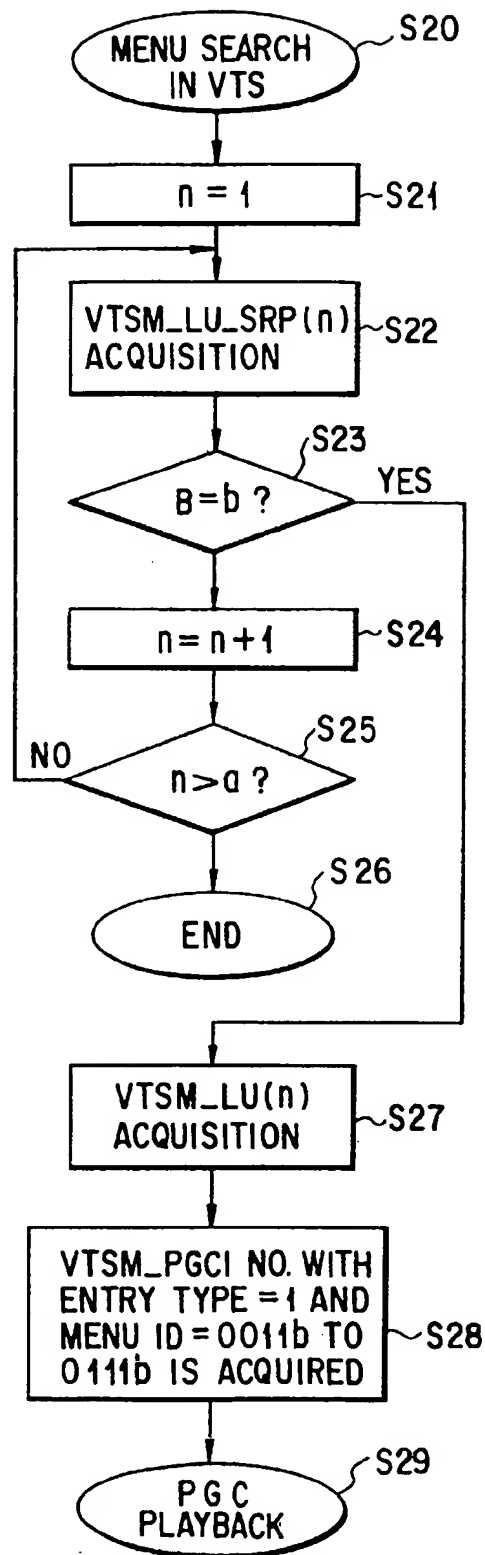 MENU SEARCH
IN VTS
S20
n = 1
S21
VTSM_LU_SRP(n)
ACQUISITION
S22
S23
B=b ?
YES
n=n+1
S24
S25
NO
n>a ?
S26
END
VTSM_LU(n)
ACQUISITION
S27
VTSM_PGCI NO. WITH
ENTRY TYPE =1 AND
MENU ID=0011b TO
0111b IS ACQUIRED
S28
S29
PGC
PLAYBACK